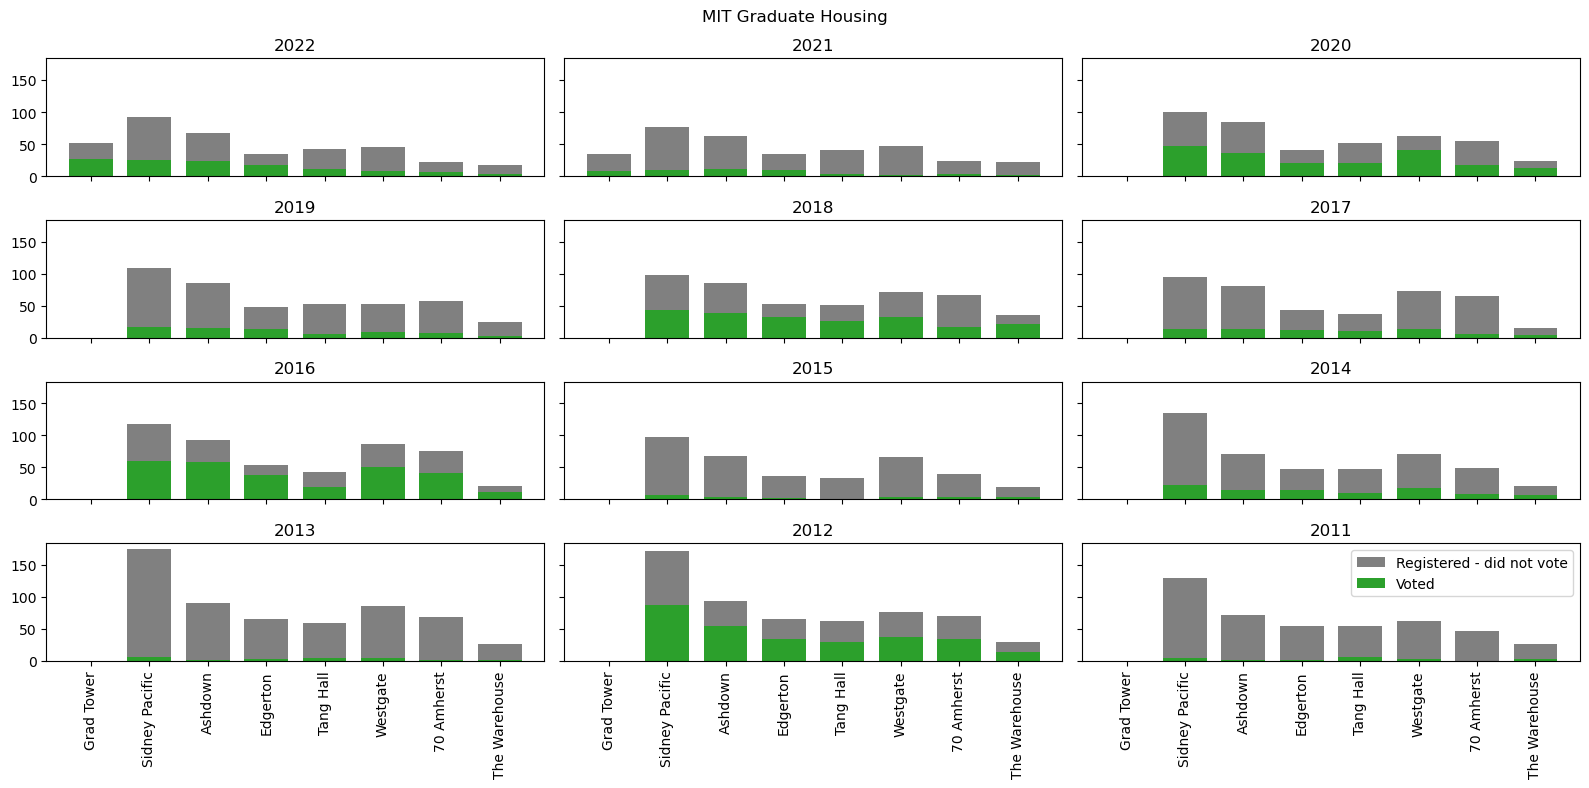 MIT Graduate Housing
2022
2021
2020
150
100
50
0
2019
2018
2017
150
100
50
0
2016
2015
2014
150
100
50
0
2013
2012
2011
150
100
50
0
Registered - did not vote
Voted
Grad Tower
Sidney Pacific
Ashdown
Edgerton
Tang Hall
Westgate
70 Amherst
The Warehouse
Grad Tower
Sidney Pacific
Ashdown
Edgerton
Tang Hall
Westgate
70 Amherst
The Warehouse
Grad Tower
Sidney Pacific
Ashdown
Edgerton
Tang Hall
Westgate
70 Amherst
The Warehouse